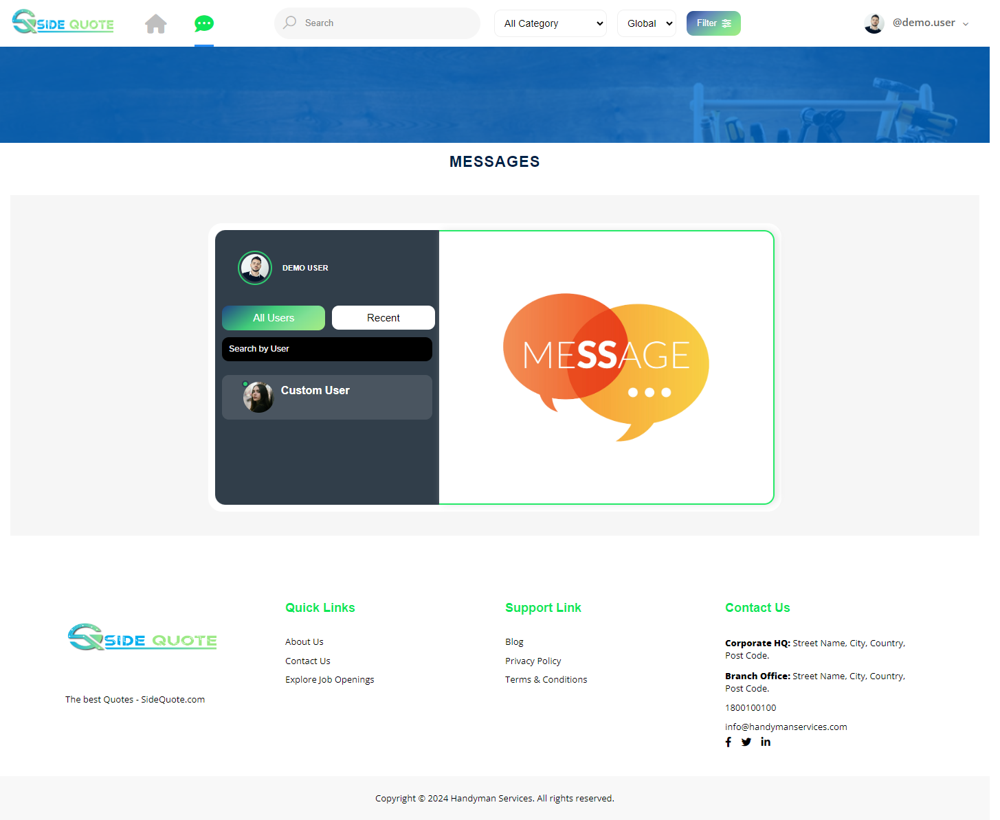 SIDE QUOTE
Search
All Category
Global
Filter
@demo.user
MESSAGES
DEMO USER
All Users
Recent
Search by User
Custom User
MESSAGE
Quick Links
Support Link
Contact Us
SIDE QUOTE
The best Quotes - SideQuote.com
About Us
Contact Us
Explore Job Openings
Blog
Privacy Policy
Terms & Conditions
Corporate HQ: Street Name, City, Country,
Post Code.
Branch Office: Street Name, City, Country,
Post Code.
1800100100
info@handymanservices.com
Copyright © 2024 Handyman Services. All rights reserved.